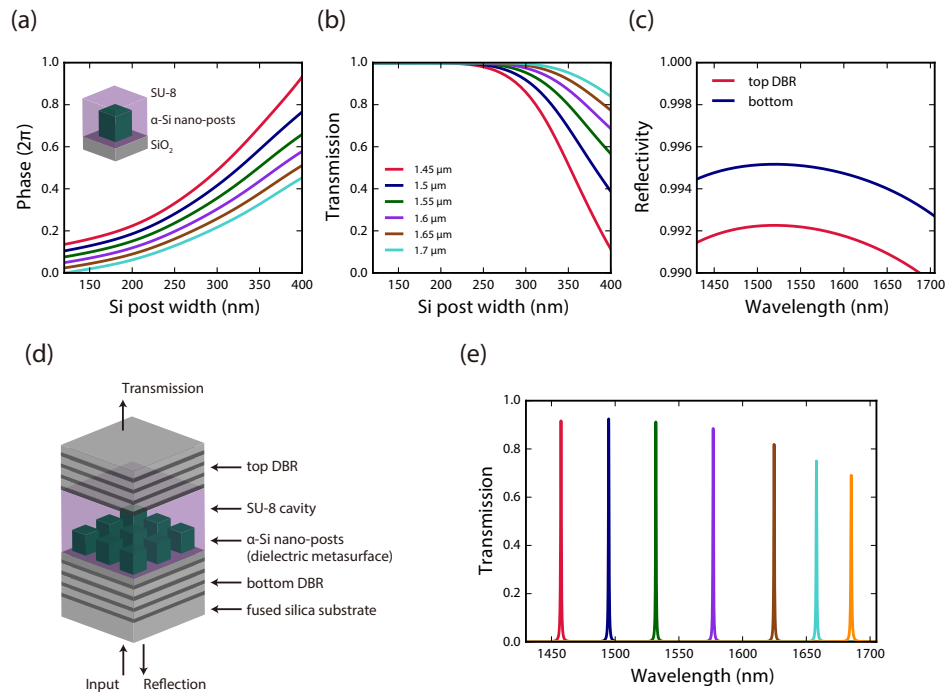 (a)
Phase (2π)
1.0
0.8
0.6
0.4
0.2
0.0
SU-8
α-Si nano-posts
SiO₂
150 200 250 300 350 400
Si post width (nm)
(b)
Transmission
1.0
0.8
0.6
0.4
0.2
0.0
1.45 μm
1.5 μm
1.55 μm
1.6 μm
1.65 μm
1.7 μm
150 200 250 300 350 400
Si post width (nm)
(c)
Reflectivity
1.000
0.998
0.996
0.994
0.992
0.990
top DBR
bottom
1450 1500 1550 1600 1650 1700
Wavelength (nm)
(d)
Transmission
top DBR
SU-8 cavity
α-Si nano-posts
(dielectric metasurface)
bottom DBR
fused silica substrate
Input Reflection
(e)
Transmission
1.0
0.8
0.6
0.4
0.2
0.0
1450 1500 1550 1600 1650 1700
Wavelength (nm)